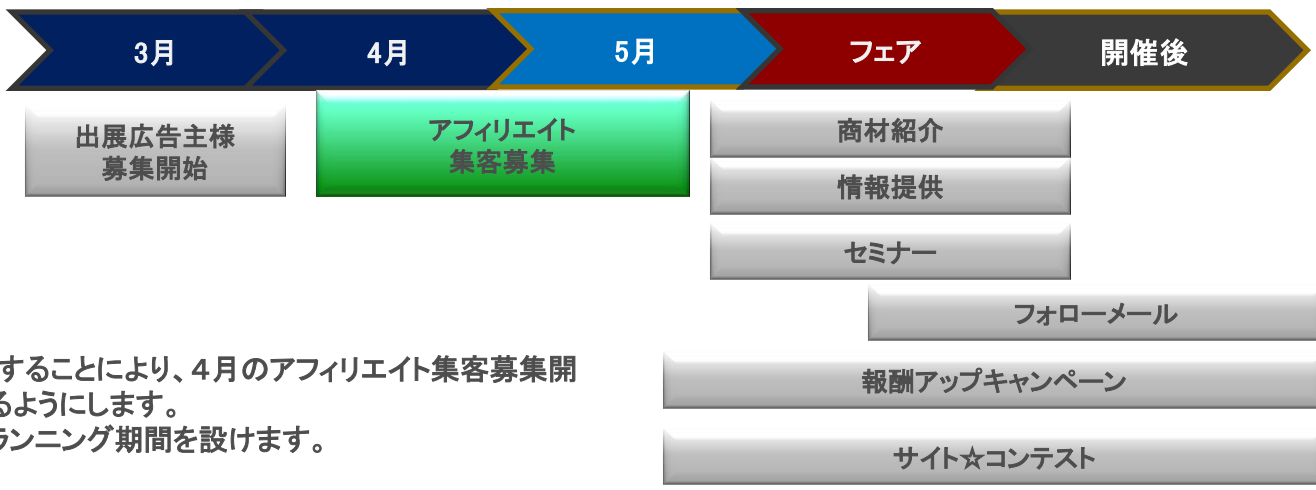 3月
4月
5月
フェア
開催後
出展広告主様
募集開始
アフィリエイト
集客募集
商材紹介
情報提供
セミナー
フォローメール
報酬アップキャンペーン
サイト☆コンテスト
することにより、４月のアフィリエイト集客募集開
るようにします。
ランニング期間を設けます。